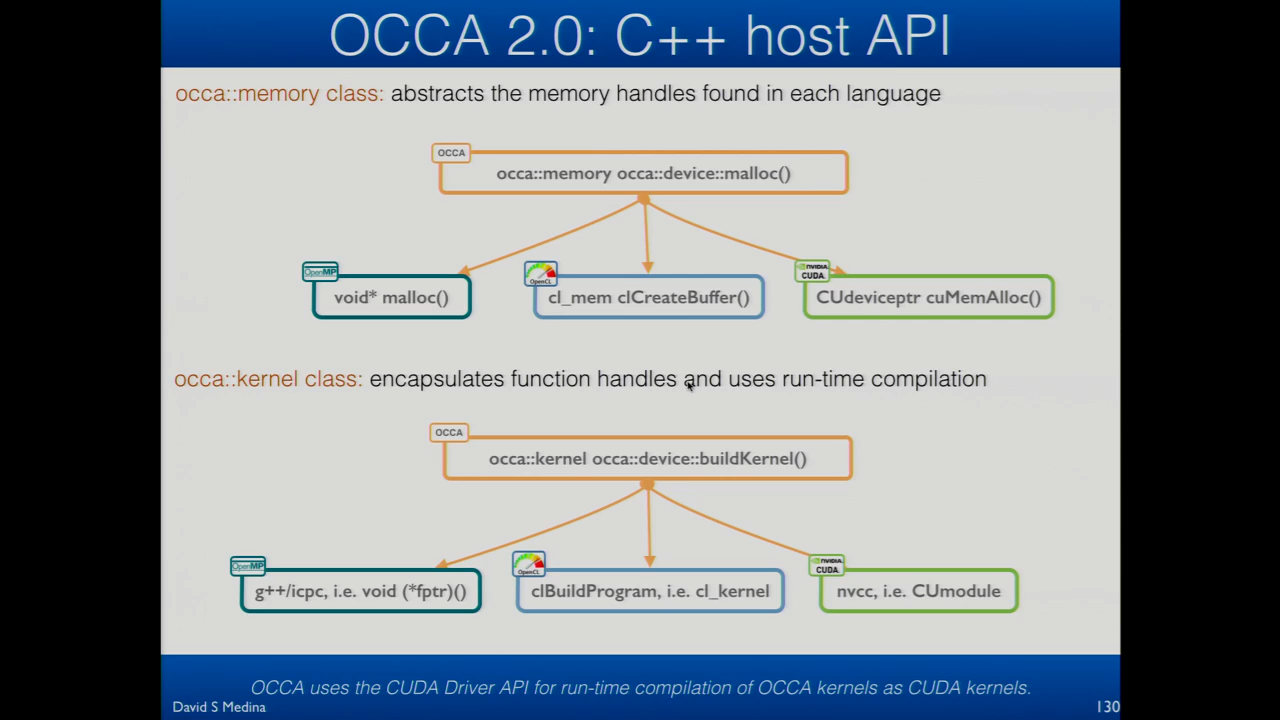 OCCA 2.0: C++ host API
occa::memory class: abstracts the memory handles found in each language
OCCA
occa::memory occa::device::malloc()
OpenMP
OpenCL
NVIDIA
CUDA.
void* malloc()
cl_mem clCreateBuffer()
CUdeviceptr cuMemAlloc()
occa::kernel class: encapsulates function handles and uses run-time compilation
OCCA
occa::kernel occa::device::buildKernel()
OpenMP
OpenCL
NVIDIA
CUDA.
g++/icpc, i.e. void (*fptr)()
clBuildProgram, i.e. cl_kernel
nvcc, i.e. CUmodule
OCCA uses the CUDA Driver API for run-time compilation of OCCA kernels as CUDA kernels.
David S Medina
130